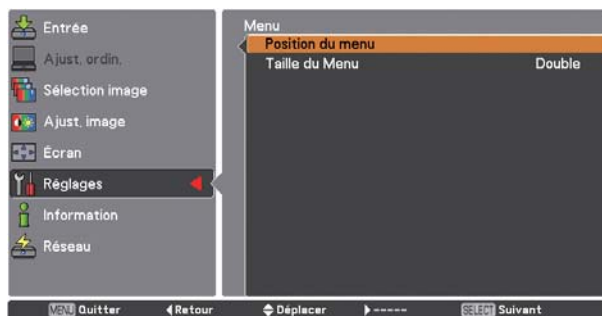 Entrée
Ajust. ordin.
Sélection image
Ajust. image
Écran
Réglages
Information
Réseau
Menu
Position du menu
Taille du Menu Double
MENU Quitter ◀Retour ◆Déplacer ▶----- SELECT Suivant